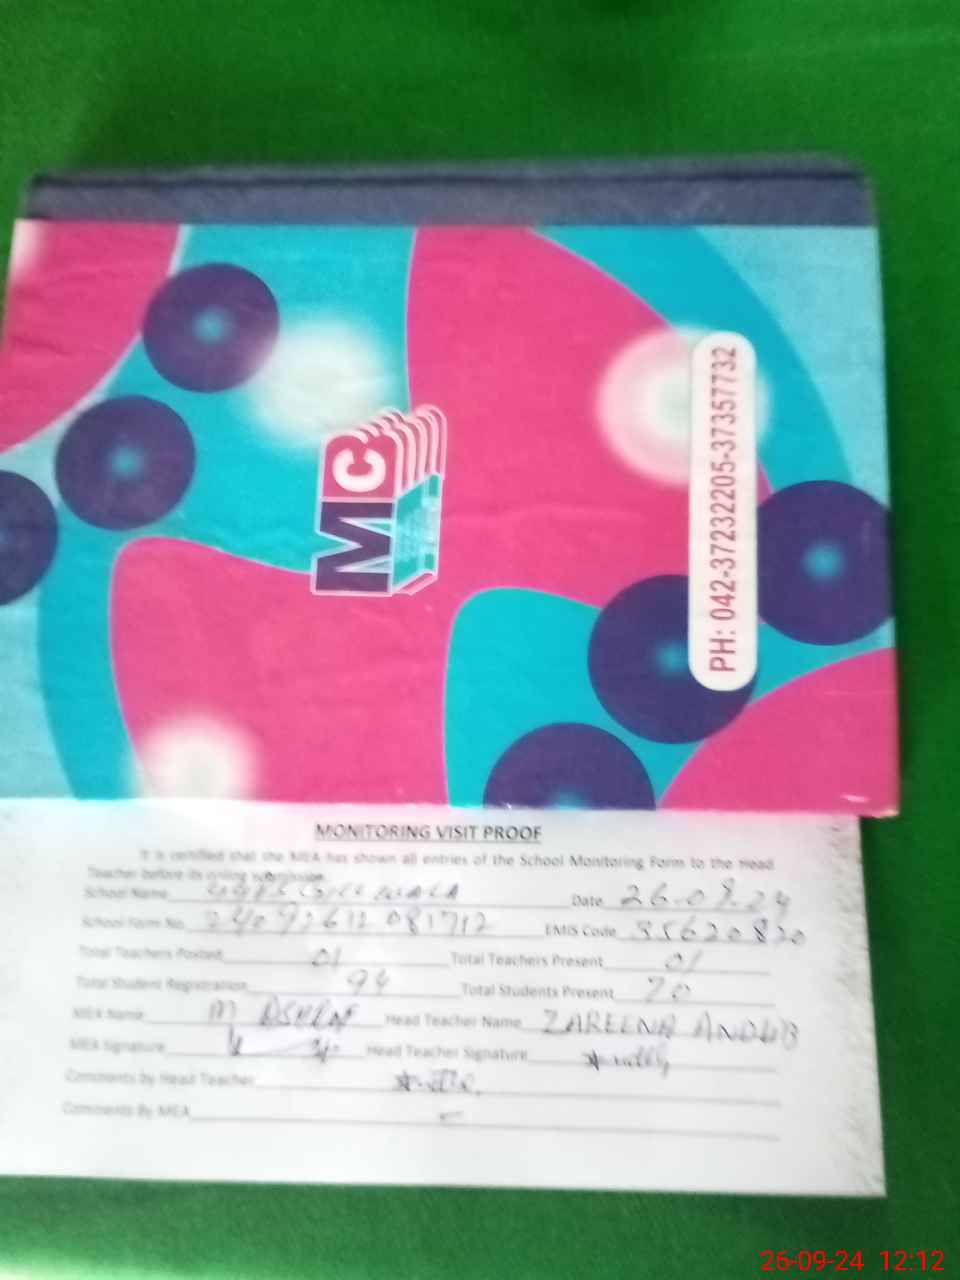 MC
PH: 042-37232205-37357732
MONITORING VISIT PROOF
It is certified that the MEA has shown all entries of the School Monitoring Form to the Head
Teacher before its online submission.
School Name Date 26.09.24
School Form No. 24092612081712 EMIS Code 35620820
Total Teachers Posted 01 Total Teachers Present 01
Total Student Registration 94 Total Students Present 70
MEA Name M ASHRAF Head Teacher Name ZAREENA ANDLIB
MEA Signature Head Teacher Signature
Comments by Head Teacher
Comments By MEA
26-09-24 12:12